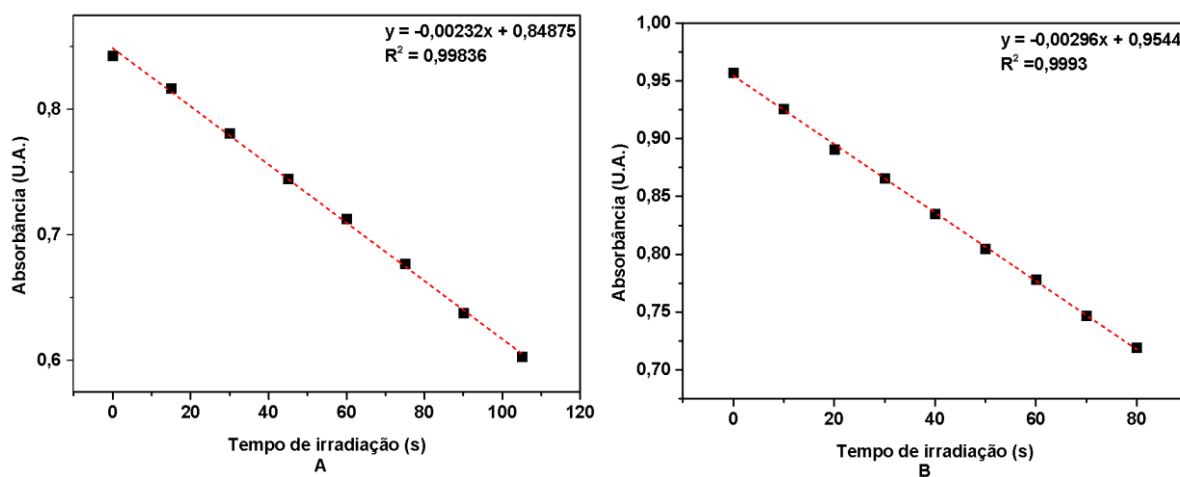 y = -0,00232x + 0,84875
R² = 0,99836
0,8
0,7
0,6
Absorbância (U.A.)
0 20 40 60 80 100 120
Tempo de irradiação (s)
A
y = -0,00296x + 0,9544
R² =0,9993
1,00
0,95
0,90
0,85
0,80
0,75
0,70
Absorbância (U.A.)
0 20 40 60 80
Tempo de irradiação (s)
B